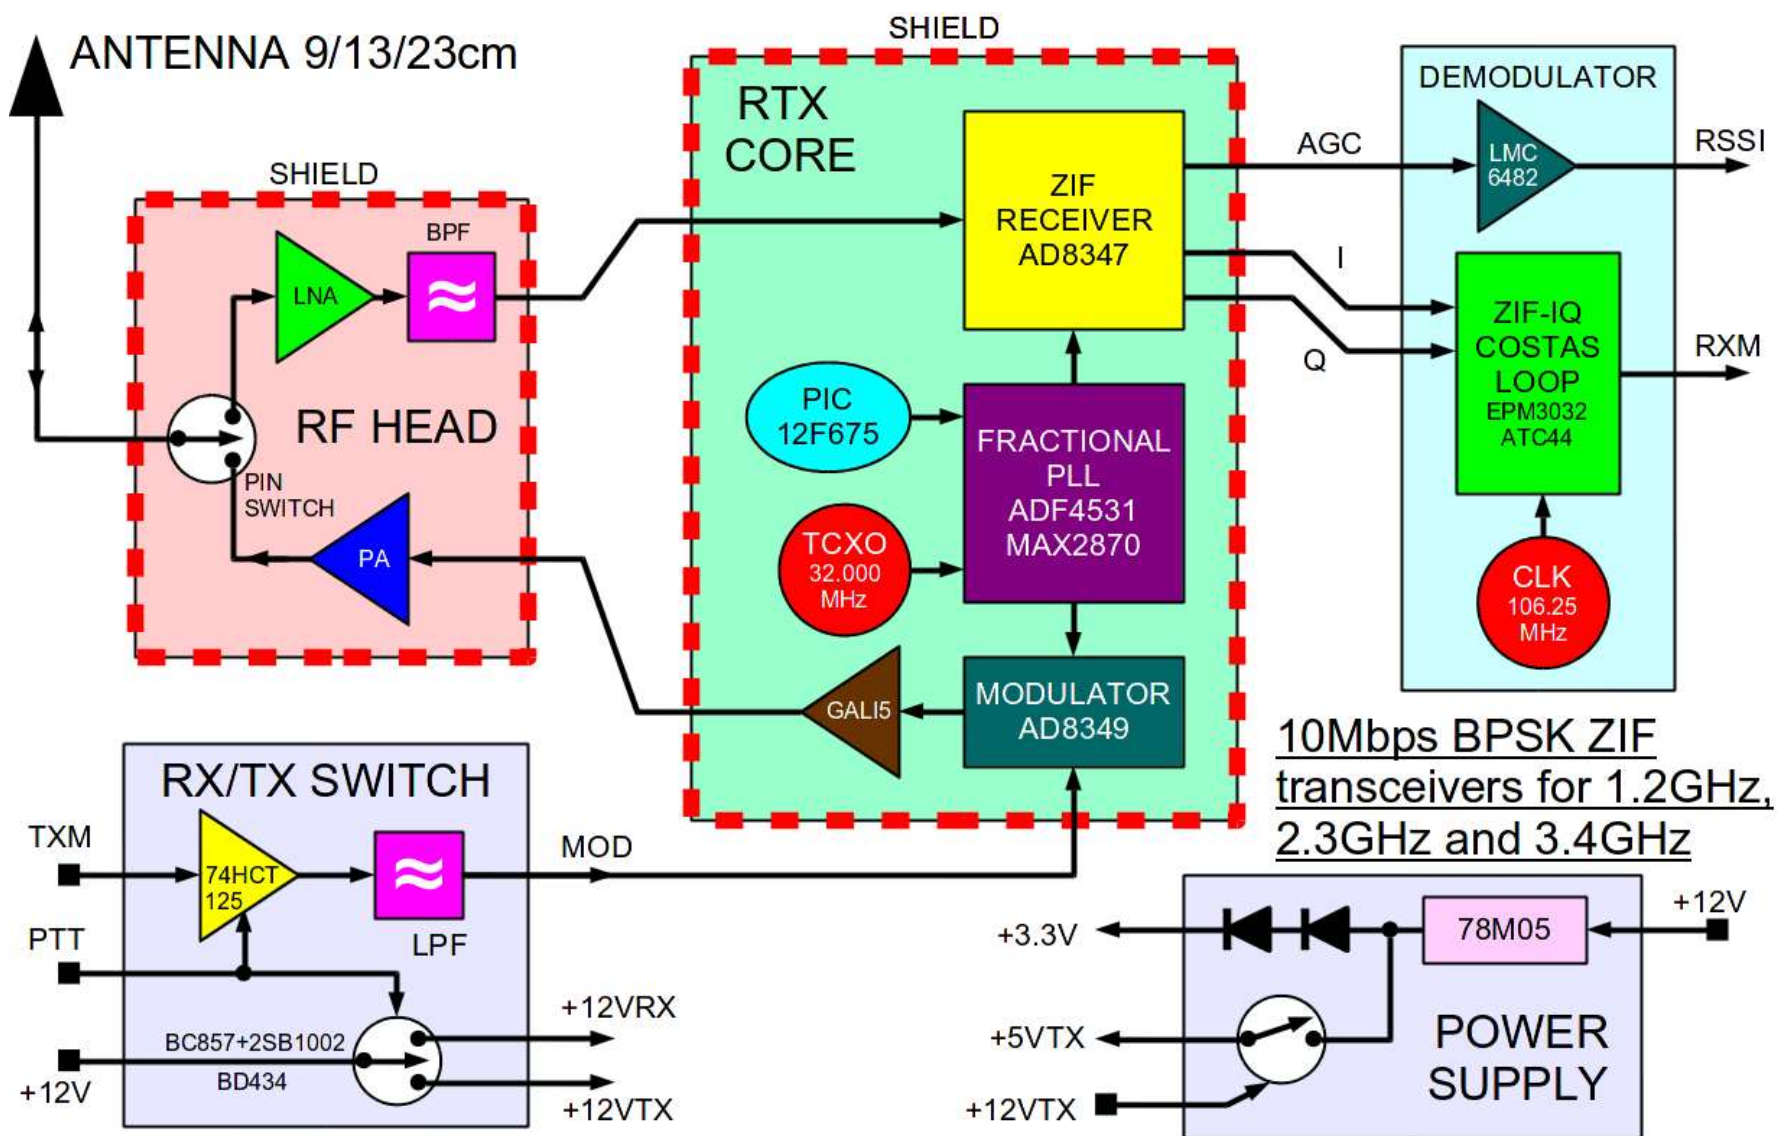 ANTENNA 9/13/23cm
SHIELD
RF HEAD
LNA
BPF
PIN
SWITCH
PA
SHIELD
RTX
CORE
ZIF
RECEIVER
AD8347
PIC
12F675
FRACTIONAL
PLL
ADF4531
MAX2870
TCXO
32.000
MHz
GALI5
MODULATOR
AD8349
AGC
I
Q
DEMODULATOR
LMC
6482
RSSI
ZIF-IQ
COSTAS
LOOP
EPM3032
ATC44
RXM
CLK
106.25
MHz
10Mbps BPSK ZIF
transceivers for 1.2GHz,
2.3GHz and 3.4GHz
RX/TX SWITCH
TXM
74HCT
125
LPF
MOD
PTT
BC857+2SB1002
BD434
+12V
+12VRX
+12VTX
+3.3V
78M05
+12V
+5VTX
+12VTX
POWER
SUPPLY